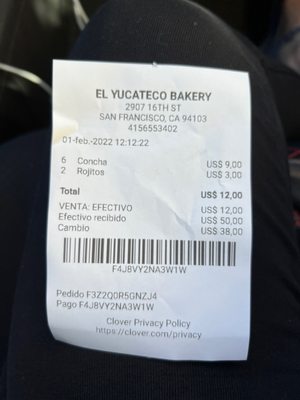 EL YUCATECO BAKERY
2907 16TH ST
SAN FRANCISCO, CA 94103
4156553402
01-feb.-2022 12:12:22
6 Concha US$ 9,00
2 Rojitos US$ 3,00
Total US$ 12,00
VENTA: EFECTIVO US$ 12,00
Efectivo recibido US$ 50,00
Cambio US$ 38,00
F4J8VY2NA3W1W
Pedido F3Z2Q0R5GNZJ4
Pago F4J8VY2NA3W1W
Clover Privacy Policy
https://clover.com/privacy